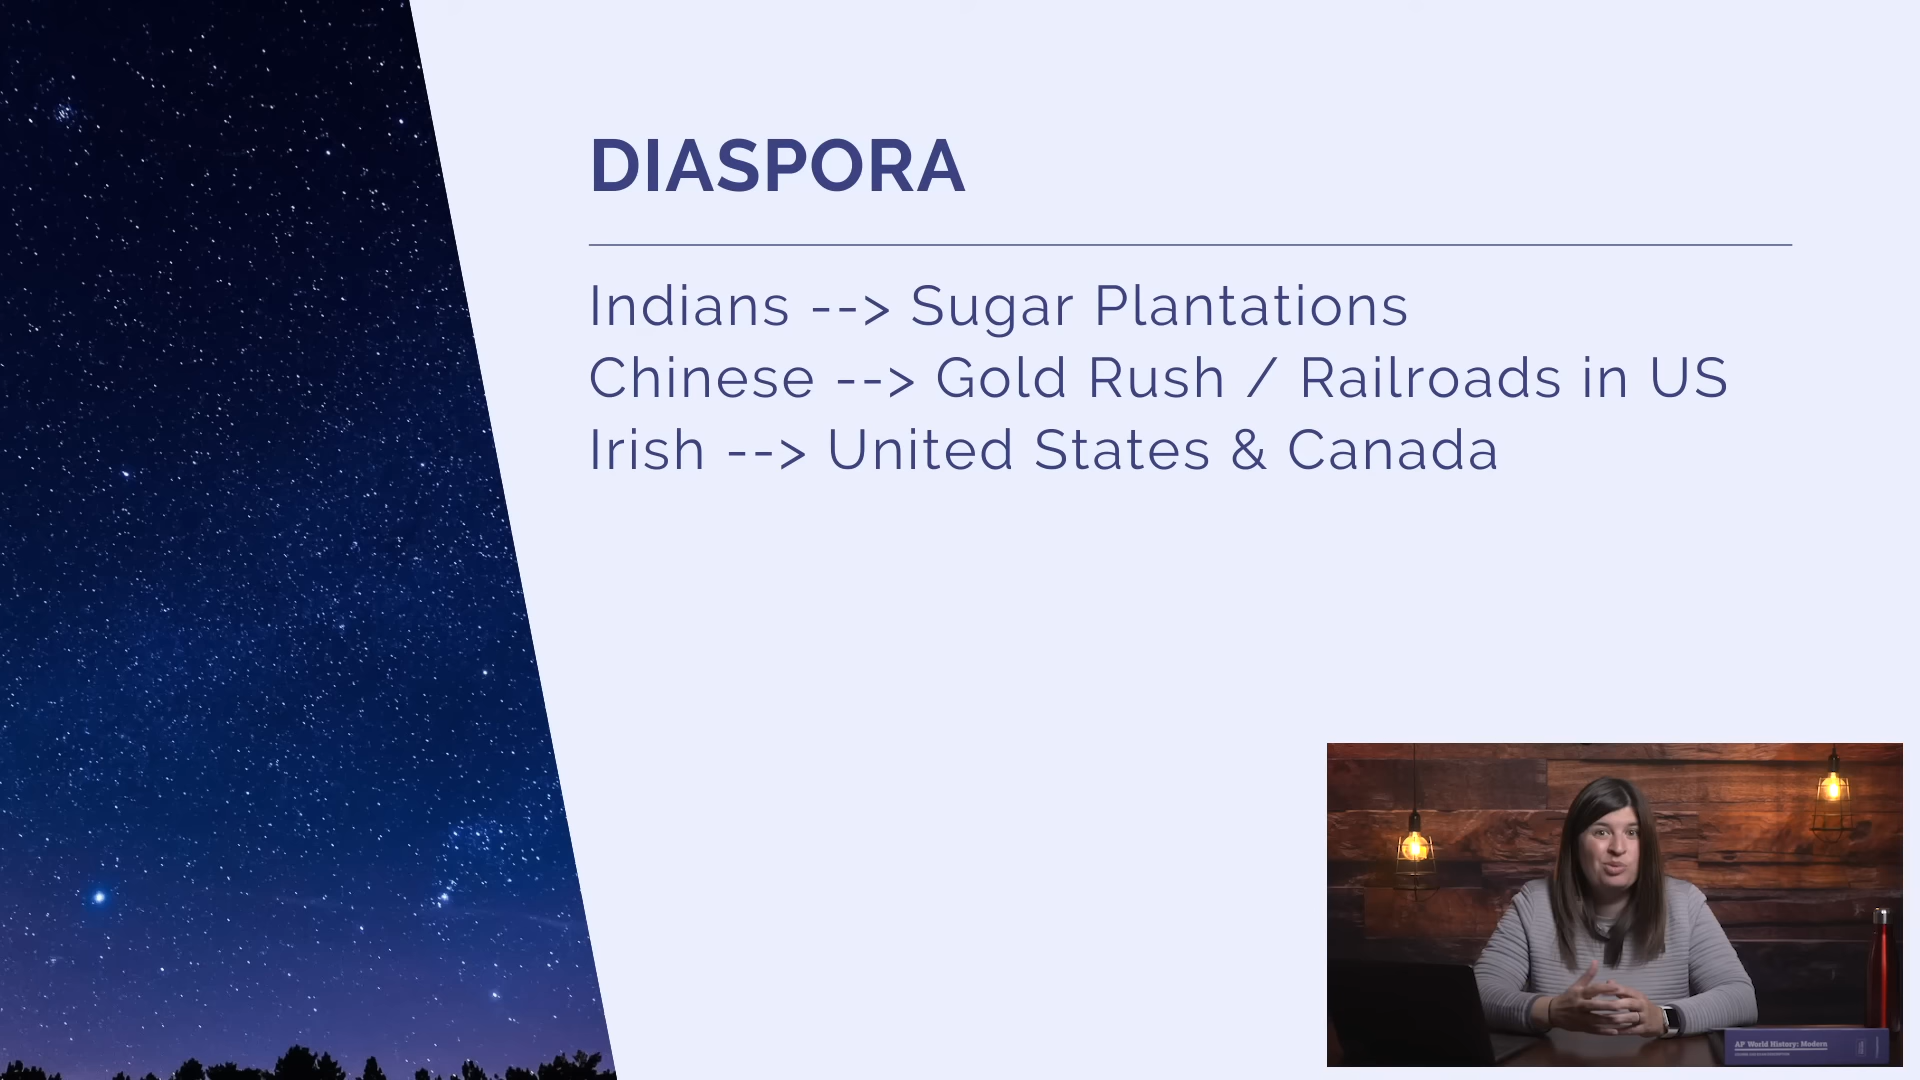 DIASPORA
Indians --> Sugar Plantations
Chinese --> Gold Rush / Railroads in US
Irish --> United States & Canada
AP World History: Modern